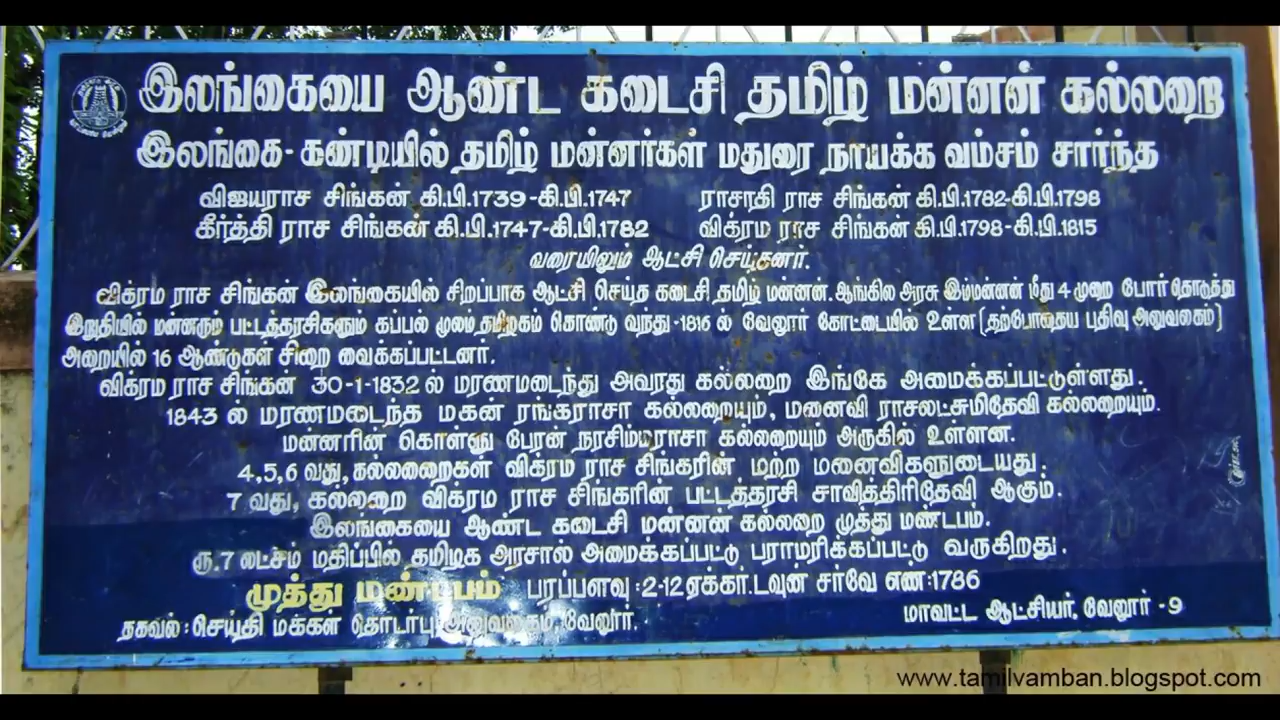 இலங்கையை ஆண்ட கடைசி தமிழ் மன்னன் கல்லறை
இலங்கை - கண்டியில் தமிழ் மன்னர்கள் மதுரை நாயக்க வம்சம் சார்ந்த
விஜயராச சிங்கன் கி.பி.1739-கி.பி.1747 ராசாதி ராச சிங்கன் கி.பி.1782-கி.பி.1798
கீர்த்தி ராச சிங்கன் கி.பி.1747-கி.பி.1782 விக்ரம ராச சிங்கன் கி.பி.1798-கி.பி.1815
வரையிலும் ஆட்சி செய்தனர்.
விக்ரம ராச சிங்கன் இலங்கையில் சிறப்பாக ஆட்சி செய்த கடைசி தமிழ் மன்னன். ஆங்கில அரசு இம்மன்னன் மீது 4 முறை போர் தொடுத்து
இறுதியில் மன்னரும் பட்டத்தரசிகளும் கப்பல் மூலம் தமிழகம் கொண்டு வந்து -1816 ல் வேலூர் கோட்டையில் உள்ள (தற்போதைய பதிவு அலுவலகம்)
அறையில் 16 ஆண்டுகள் சிறை வைக்கப்பட்டனர்.
விக்ரம ராச சிங்கன் 30-1-1832 ல் மரணமடைந்து அவரது கல்லறை இங்கே அமைக்கப்பட்டுள்ளது.
1843 ல் மரணமடைந்த மகன் ரங்கராசா கல்லறையும், மனைவி ராசலட்சுமிதேவி கல்லறையும்.
மன்னரின் கொள்ளு பேரன் நரசிம்மராசா கல்லறையும் அருகில் உள்ளன.
4,5,6 வது, கல்லறைகள் விக்ரம ராச சிங்கரின் மற்ற மனைவிகளுடையது.
7 வது, கல்லறை விக்ரம ராச சிங்கரின் பட்டத்தரசி சாவித்திரிதேவி ஆகும்.
இலங்கையை ஆண்ட கடைசி மன்னன் கல்லறை முத்து மண்டபம்.
ரூ.7 லட்சம் மதிப்பில் தமிழக அரசால் அமைக்கப்பட்டு பராமரிக்கப்பட்டு வருகிறது.
முத்து மண்டபம் பரப்பளவு : 2-12 ஏக்கர். டவுன் சர்வே எண : 1786
தகவல் : செய்தி மக்கள் தொடர்பு அலுவலகம், வேலூர். மாவட்ட ஆட்சியர், வேலூர் - 9
www.tamilvamban.blogspot.com